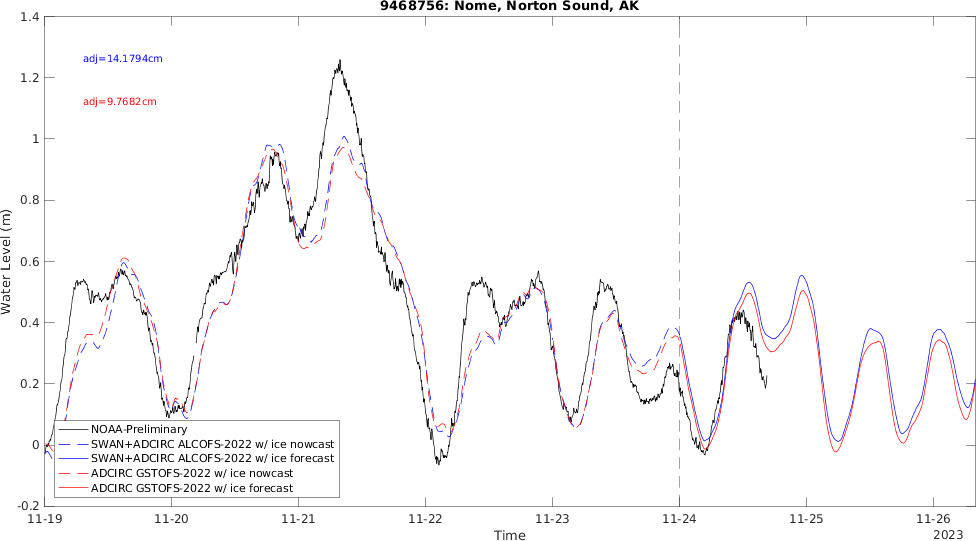 9468756: Nome, Norton Sound, AK
adj=14.1794cm
adj=9.7682cm
Water Level (m)
1.4
1.2
1
0.8
0.6
0.4
0.2
0
-0.2
NOAA-Preliminary
SWAN+ADCIRC ALCOFS-2022 w/ ice nowcast
SWAN+ADCIRC ALCOFS-2022 w/ ice forecast
ADCIRC GSTOFS-2022 w/ ice nowcast
ADCIRC GSTOFS-2022 w/ ice forecast
11-19 11-20 11-21 11-22 11-23 11-24 11-25 11-26
Time
2023